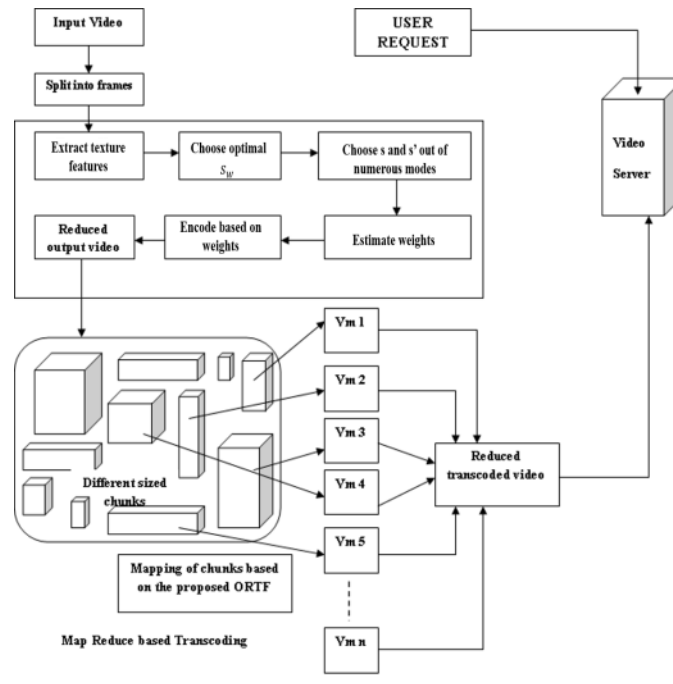 Input Video
USER
REQUEST
Split into frames
Extract texture
features
Choose optimal
S_W
Choose s and s' out of
numerous modes
Video
Server
Reduced
output video
Encode based on
weights
Estimate weights
Vm 1
Vm 2
Vm 3
Vm 4
Vm 5
Vm n
Reduced
transcoded video
Different sized
chunks
Mapping of chunks based
on the proposed ORTF
Map Reduce based Transcoding